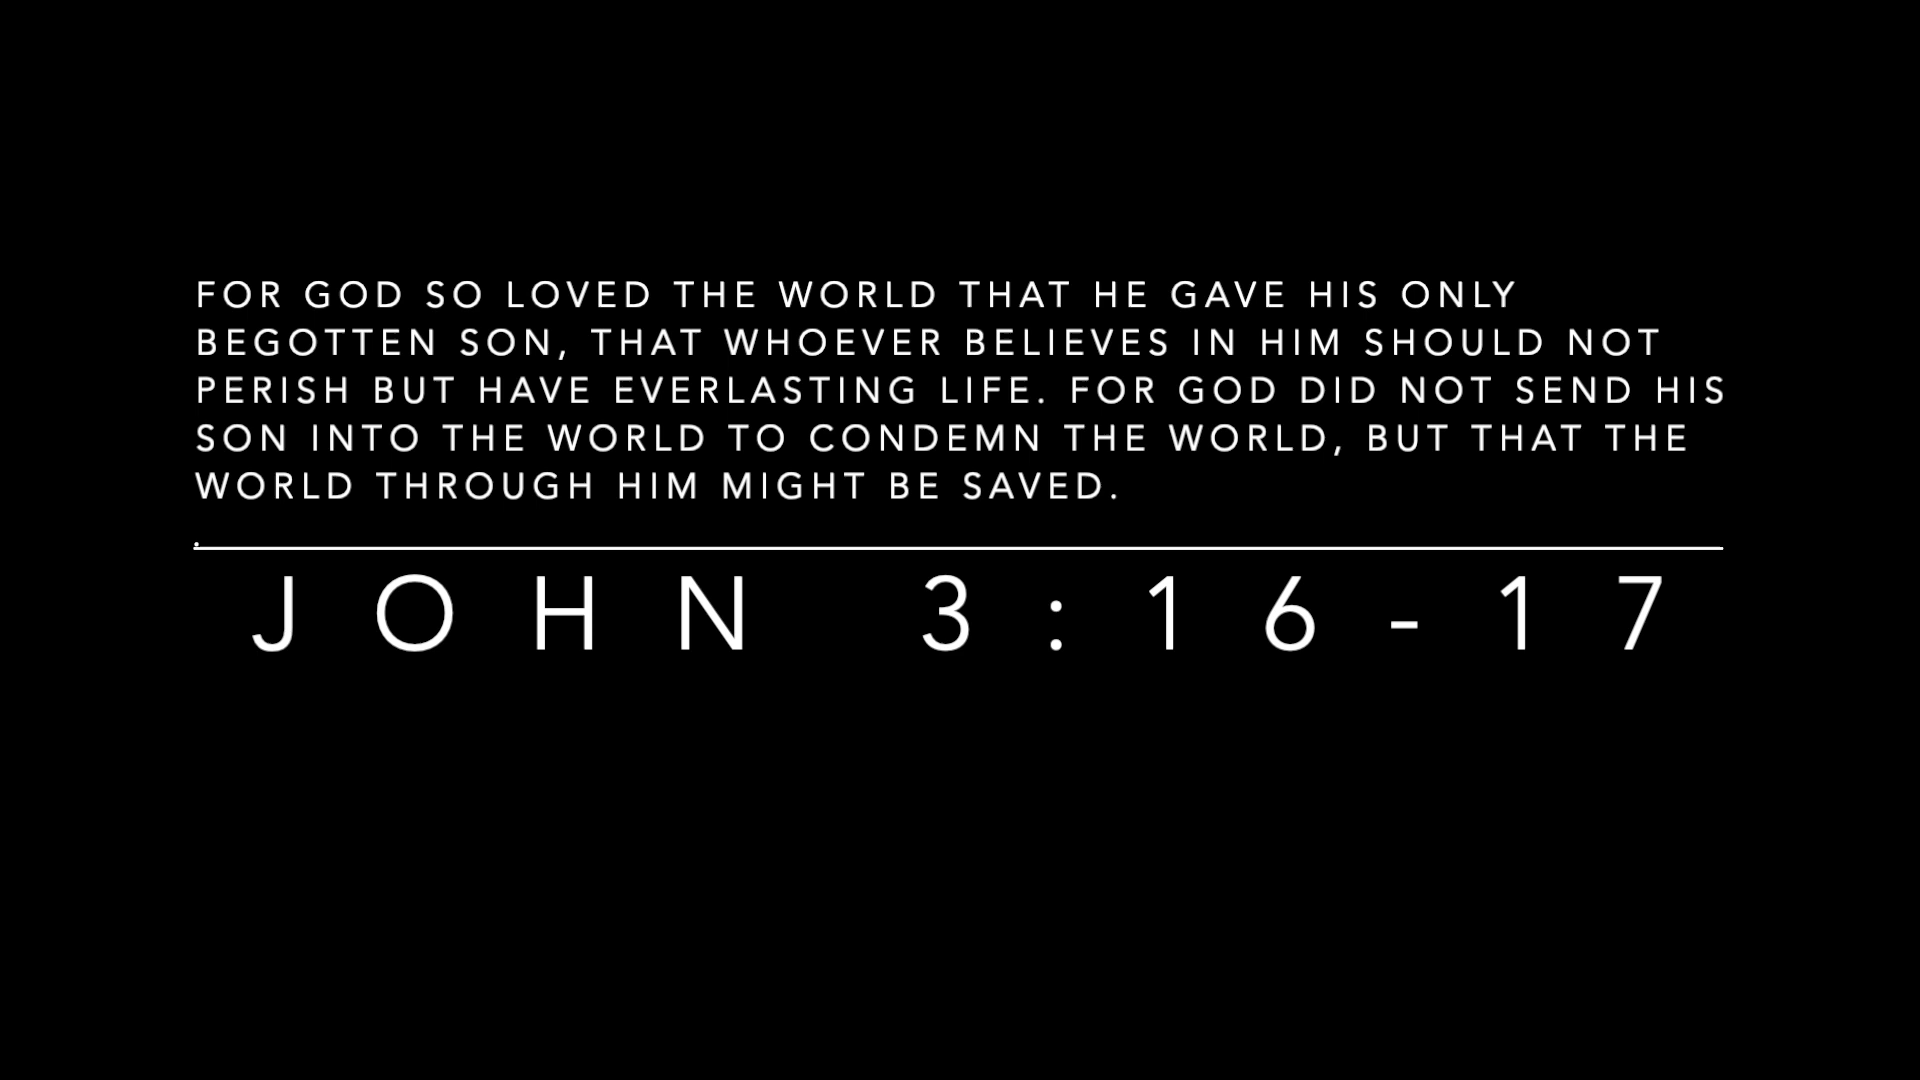 FOR GOD SO LOVED THE WORLD THAT HE GAVE HIS ONLY
BEGOTTEN SON, THAT WHOEVER BELIEVES IN HIM SHOULD NOT
PERISH BUT HAVE EVERLASTING LIFE. FOR GOD DID NOT SEND HIS
SON INTO THE WORLD TO CONDEMN THE WORLD, BUT THAT THE
WORLD THROUGH HIM MIGHT BE SAVED.
.
JOHN 3:16-17